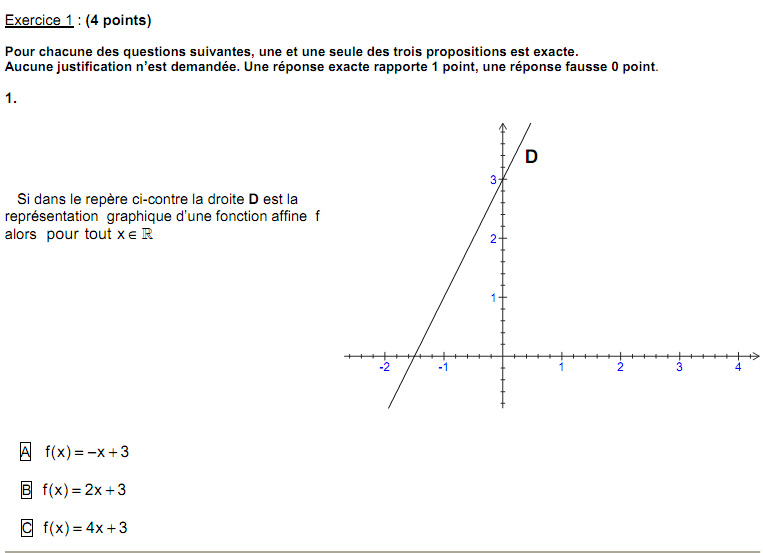 Exercice 1 : (4 points)
Pour chacune des questions suivantes, une et une seule des trois propositions est exacte.
Aucune justification n'est demandée. Une réponse exacte rapporte 1 point, une réponse fausse 0 point.
1.
Si dans le repère ci-contre la droite D est la
représentation graphique d'une fonction affine f
alors pour tout x ∈ ℝ
D
3
2
1
-2 -1 1 2 3 4
A f(x) = −x + 3
B f(x) = 2x + 3
C f(x) = 4x + 3